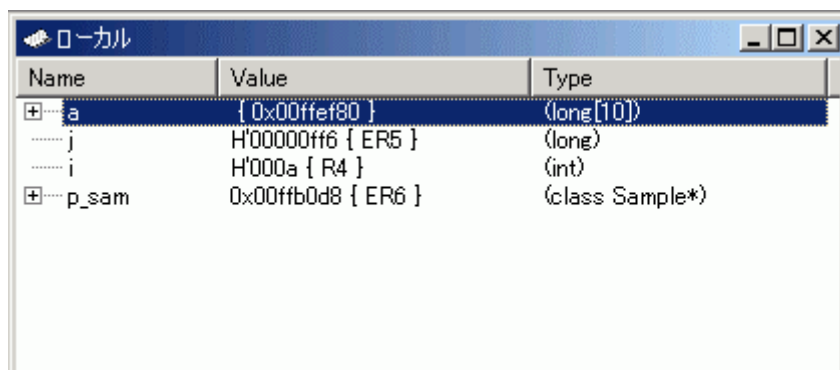 ローカル
Name Value Type
a { 0x00ffef80 } (long[10])
j H'00000ff6 { ER5 } (long)
i H'000a { R4 } (int)
p_sam 0x00ffb0d8 { ER6 } (class Sample*)